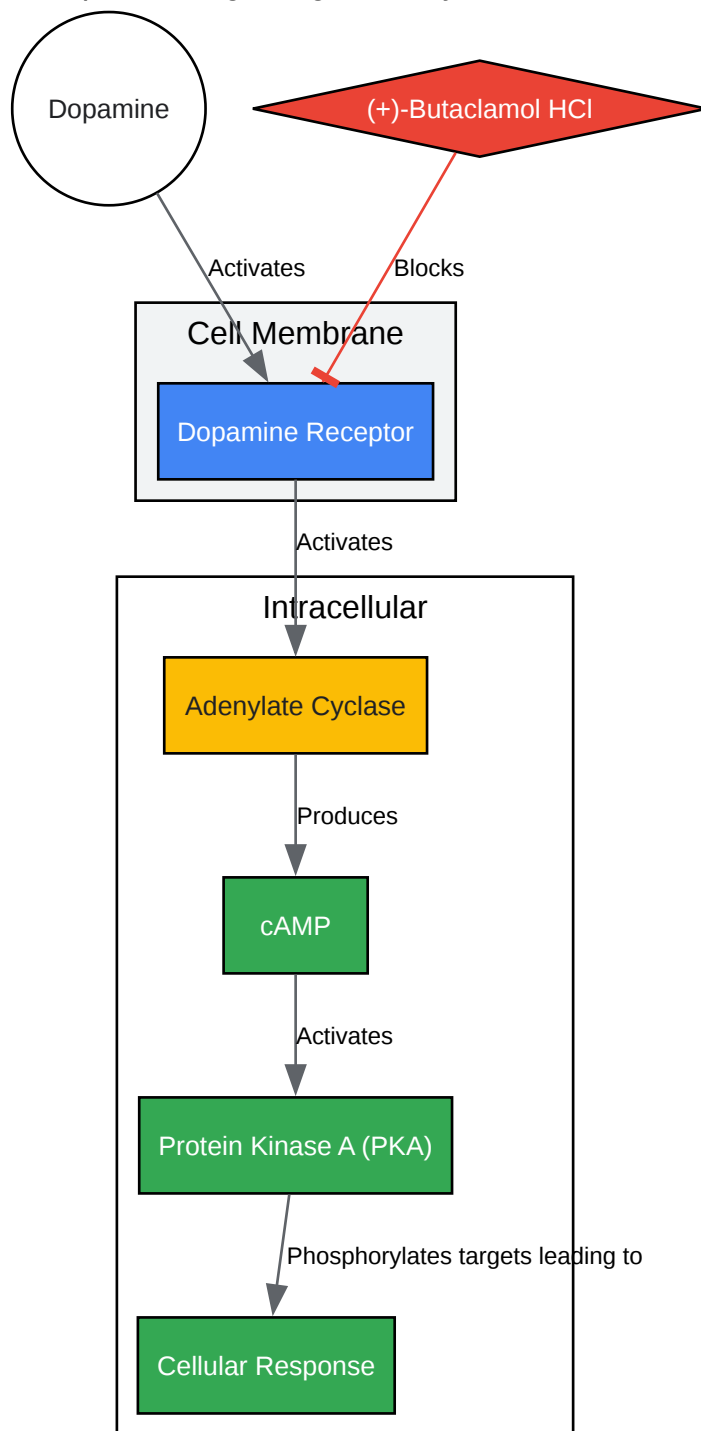 Dopamine
(+)-Butaclamol HCl
Activates
Blocks
Cell Membrane
Dopamine Receptor
Activates
Intracellular
Adenylate Cyclase
Produces
cAMP
Activates
Protein Kinase A (PKA)
Phosphorylates targets leading to
Cellular Response